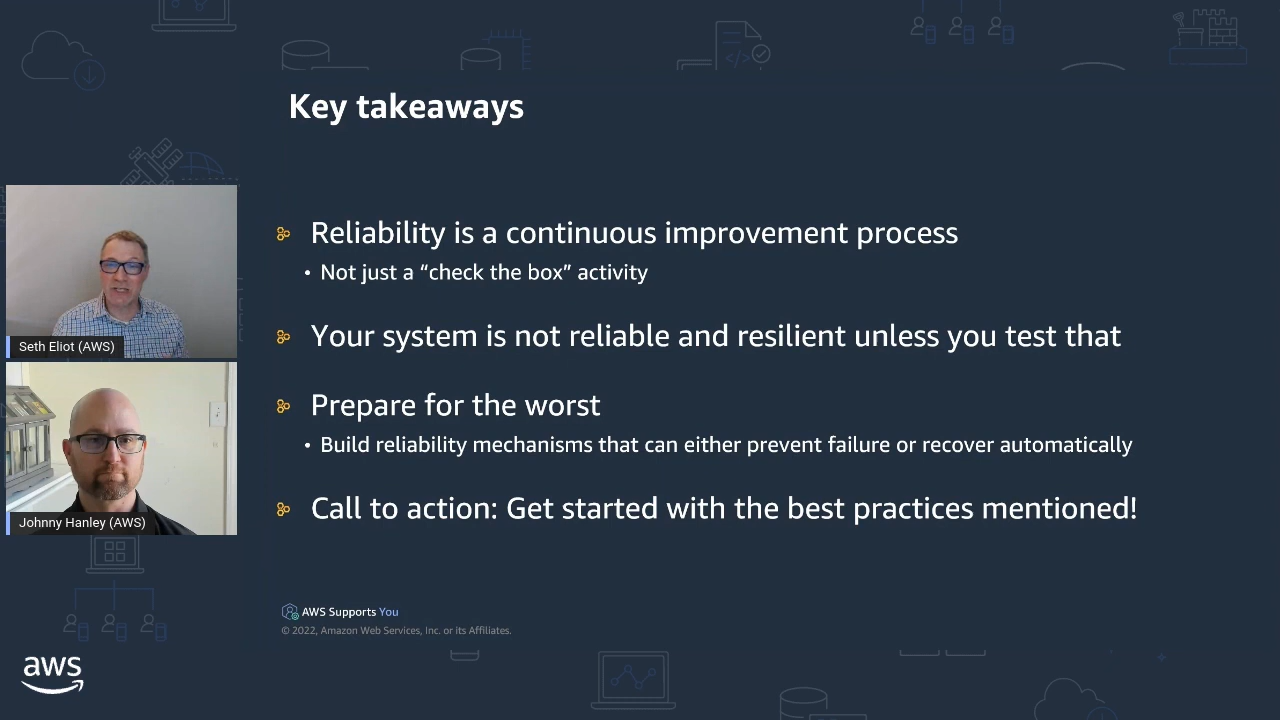 Key takeaways
Reliability is a continuous improvement process
• Not just a “check the box” activity
Your system is not reliable and resilient unless you test that
Prepare for the worst
• Build reliability mechanisms that can either prevent failure or recover automatically
Call to action: Get started with the best practices mentioned!
Seth Eliot (AWS)
Johnny Hanley (AWS)
AWS Supports You
© 2022, Amazon Web Services, Inc. or its Affiliates.
aws